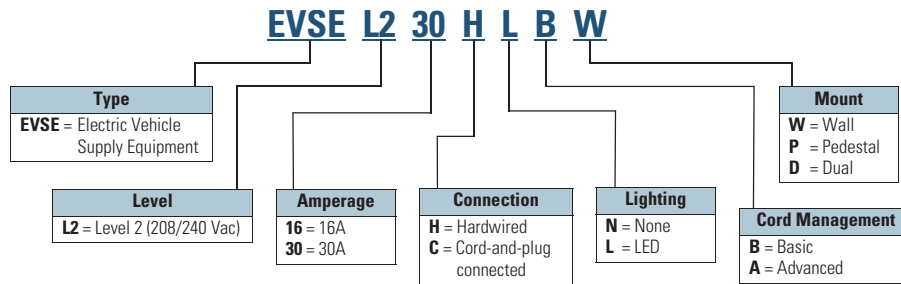 EVSE L2 30 H L B W
Type
EVSE = Electric Vehicle
Supply Equipment
Mount
W = Wall
P = Pedestal
D = Dual
Level
L2 = Level 2 (208/240 Vac)
Amperage
16 = 16A
30 = 30A
Connection
H = Hardwired
C = Cord-and-plug
connected
Lighting
N = None
L = LED
Cord Management
B = Basic
A = Advanced